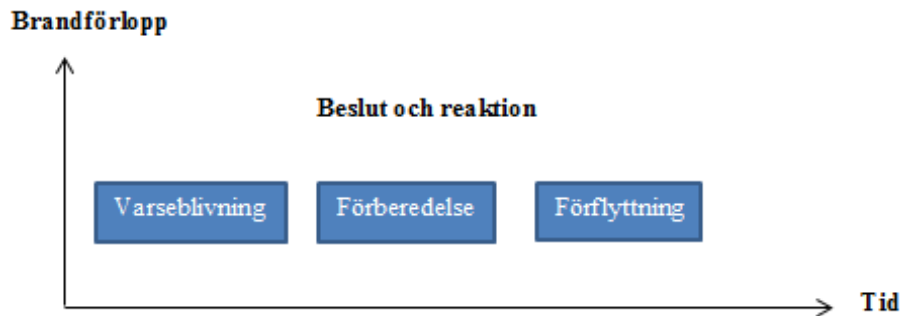 Brandförlopp
Beslut och reaktion
Varseblivning Förberedelse Förflyttning
Tid